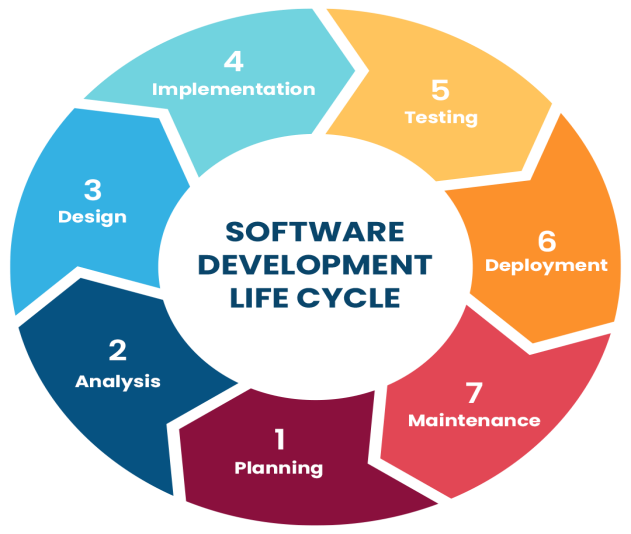 SOFTWARE
DEVELOPMENT
LIFE CYCLE
1
Planning
2
Analysis
3
Design
4
Implementation
5
Testing
6
Deployment
7
Maintenance